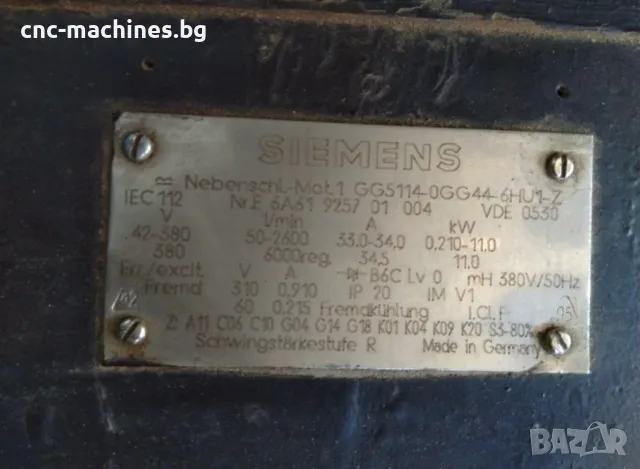 cnc-machines.bg
SIEMENS
≂ Nebenschl.-Mot.1 GG5114-0GG44-6HU1-Z
IEC 112 Nr.E 6A61 9257 01 004 VDE 0530
V 1/min A kW
42-380 50-2600 33.0-34.0 0,210-11.0
380 6000reg. 34,5 11.0
Err./excit. V A B6C Lv 0 mH 380V/50Hz
Fremd 310 0,910 IP 20 IM V1
60 0.215 Fremdkühlung I.Cl.F
Z: A11 C06 C10 G04 G14 G18 K01 K04 K09 K20 S3-80%
Schwingstärkestufe R Made in Germany
BAZAR